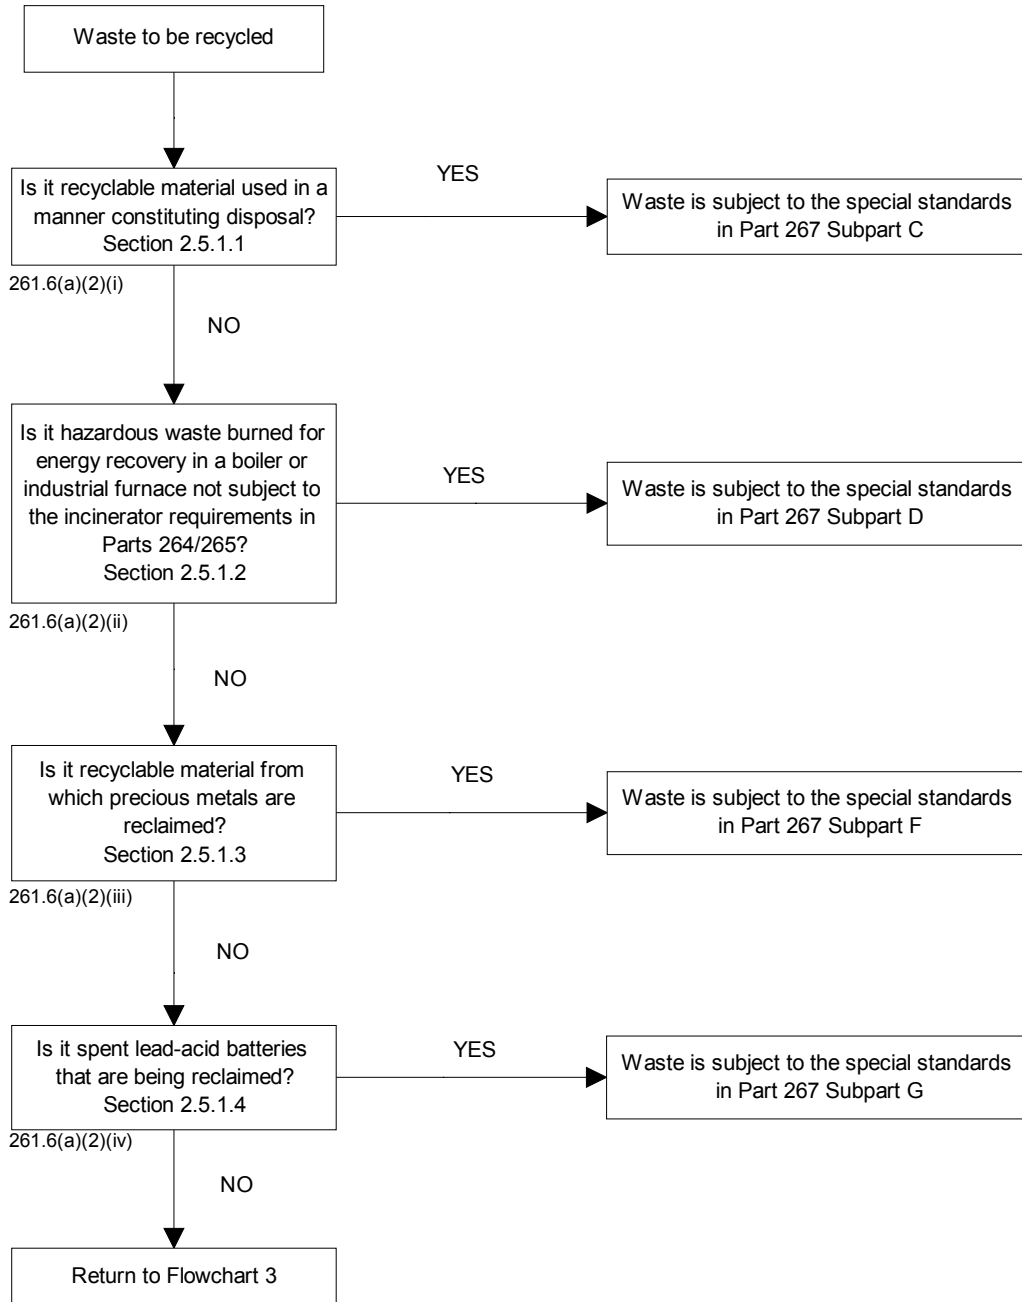 Waste to be recycled
Is it recyclable material used in a
manner constituting disposal?
Section 2.5.1.1
YES
Waste is subject to the special standards
in Part 267 Subpart C
261.6(a)(2)(i)
NO
Is it hazardous waste burned for
energy recovery in a boiler or
industrial furnace not subject to
the incinerator requirements in
Parts 264/265?
Section 2.5.1.2
YES
Waste is subject to the special standards
in Part 267 Subpart D
261.6(a)(2)(ii)
NO
Is it recyclable material from
which precious metals are
reclaimed?
Section 2.5.1.3
YES
Waste is subject to the special standards
in Part 267 Subpart F
261.6(a)(2)(iii)
NO
Is it spent lead-acid batteries
that are being reclaimed?
Section 2.5.1.4
YES
Waste is subject to the special standards
in Part 267 Subpart G
261.6(a)(2)(iv)
NO
Return to Flowchart 3